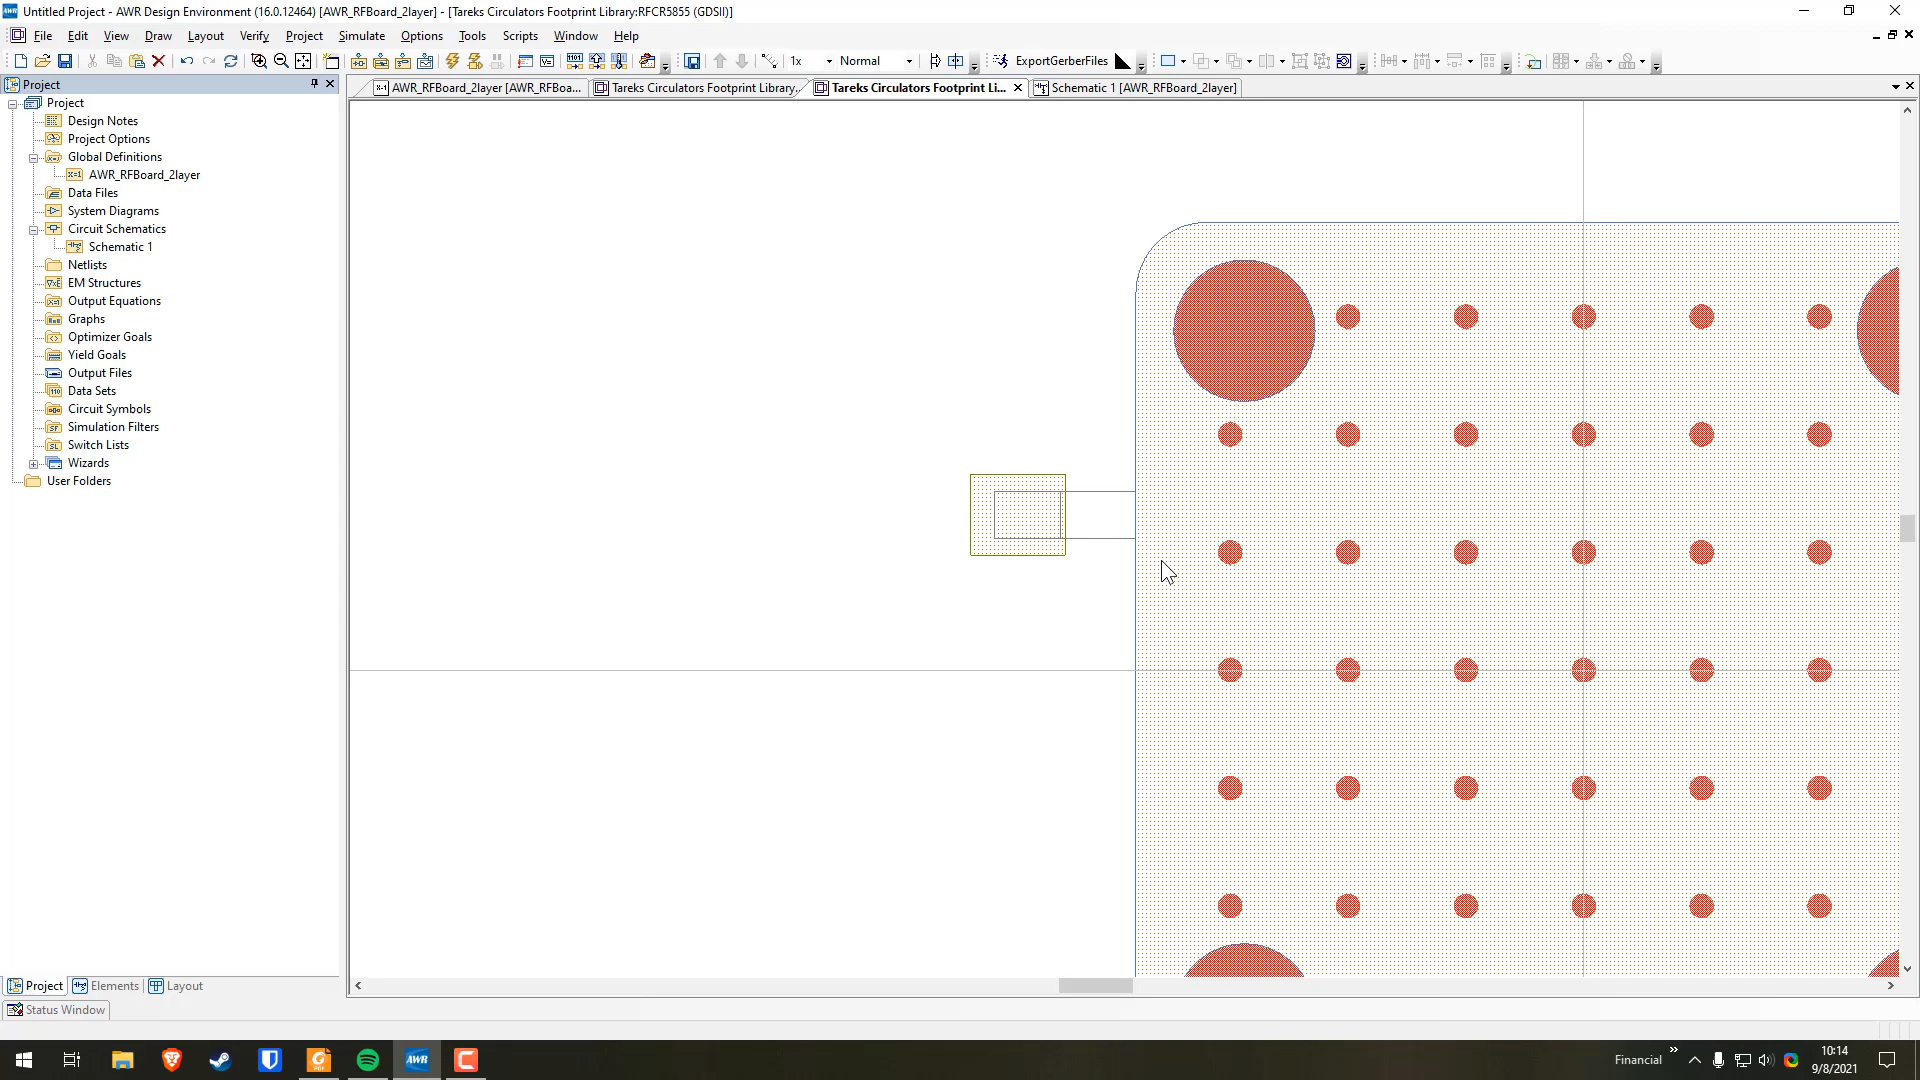 Untitled Project - AWR Design Environment (16.0.12464) [AWR_RFBoard_2layer] - [Tareks Circulators Footprint Library:RFCR5855 (GDSII)]
File Edit View Draw Layout Verify Project Simulate Options Tools Scripts Window Help
1x Normal ExportGerberFiles
Project
AWR_RFBoard_2layer [AWR_RFBoa... Tareks Circulators Footprint Library... Tareks Circulators Footprint Li... Schematic 1 [AWR_RFBoard_2layer]
Project
Design Notes
Project Options
Global Definitions
AWR_RFBoard_2layer
Data Files
System Diagrams
Circuit Schematics
Schematic 1
Netlists
EM Structures
Output Equations
Graphs
Optimizer Goals
Yield Goals
Output Files
Data Sets
Circuit Symbols
Simulation Filters
Switch Lists
Wizards
User Folders
Project Elements Layout
Status Window
AWR
Financial
10:14
9/8/2021